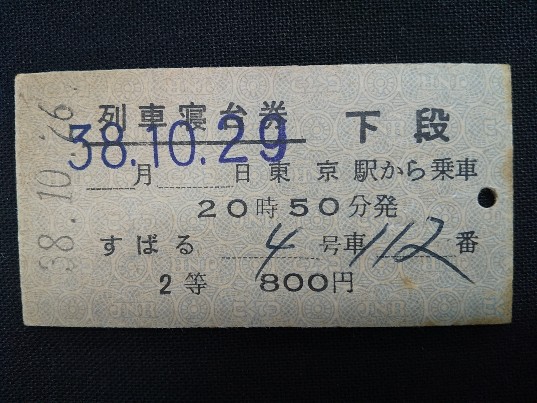 列車寝台券 下段
38.10.29
月 日 東京駅から乗車
20時50分発
すばる 4 号車 112 番
2等 800円
38.10.26